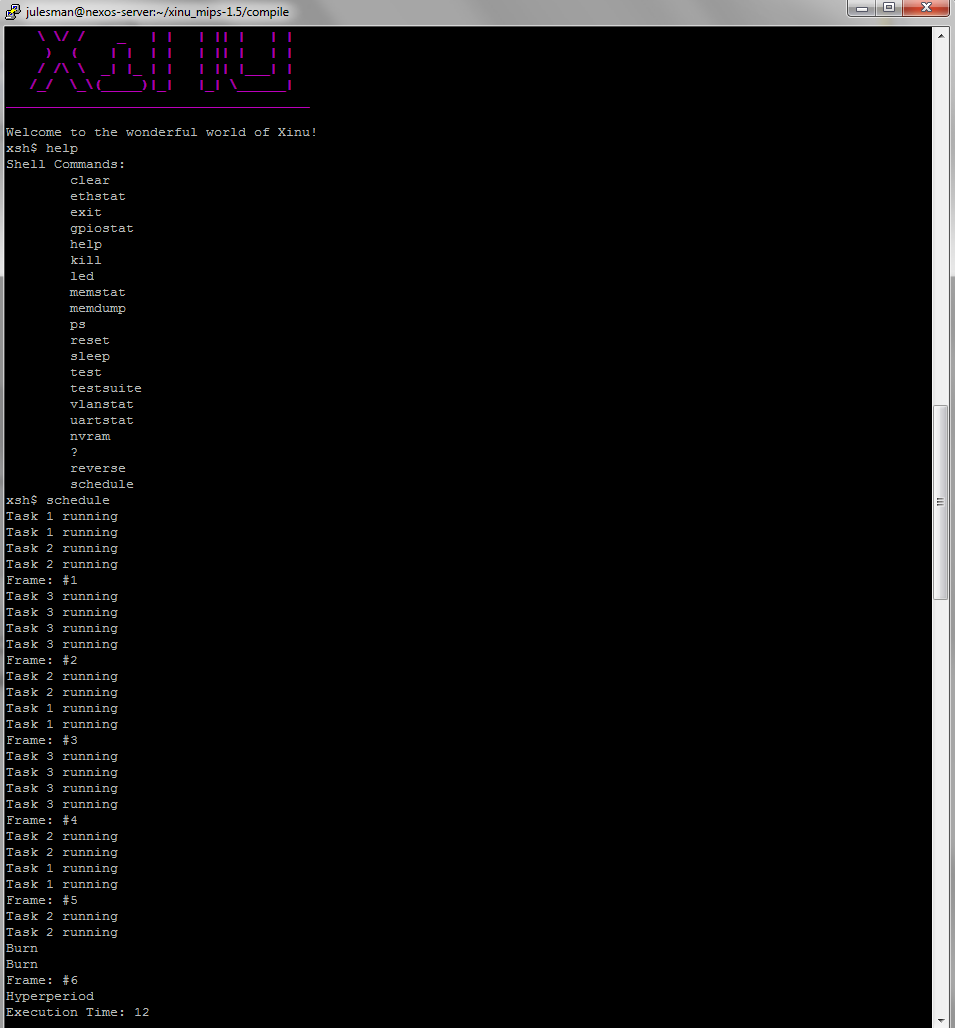 julesman@nexos-server:~/xinu_mips-1.5/compile
Xinu
Welcome to the wonderful world of Xinu!
xsh$ help
Shell Commands:
clear
ethstat
exit
gpiostat
help
kill
led
memstat
memdump
ps
reset
sleep
test
testsuite
vlanstat
uartstat
nvram
?
reverse
schedule
xsh$ schedule
Task 1 running
Task 1 running
Task 2 running
Task 2 running
Frame: #1
Task 3 running
Task 3 running
Task 3 running
Task 3 running
Frame: #2
Task 2 running
Task 2 running
Task 1 running
Task 1 running
Frame: #3
Task 3 running
Task 3 running
Task 3 running
Task 3 running
Frame: #4
Task 2 running
Task 2 running
Task 1 running
Task 1 running
Frame: #5
Task 2 running
Task 2 running
Burn
Burn
Frame: #6
Hyperperiod
Execution Time: 12